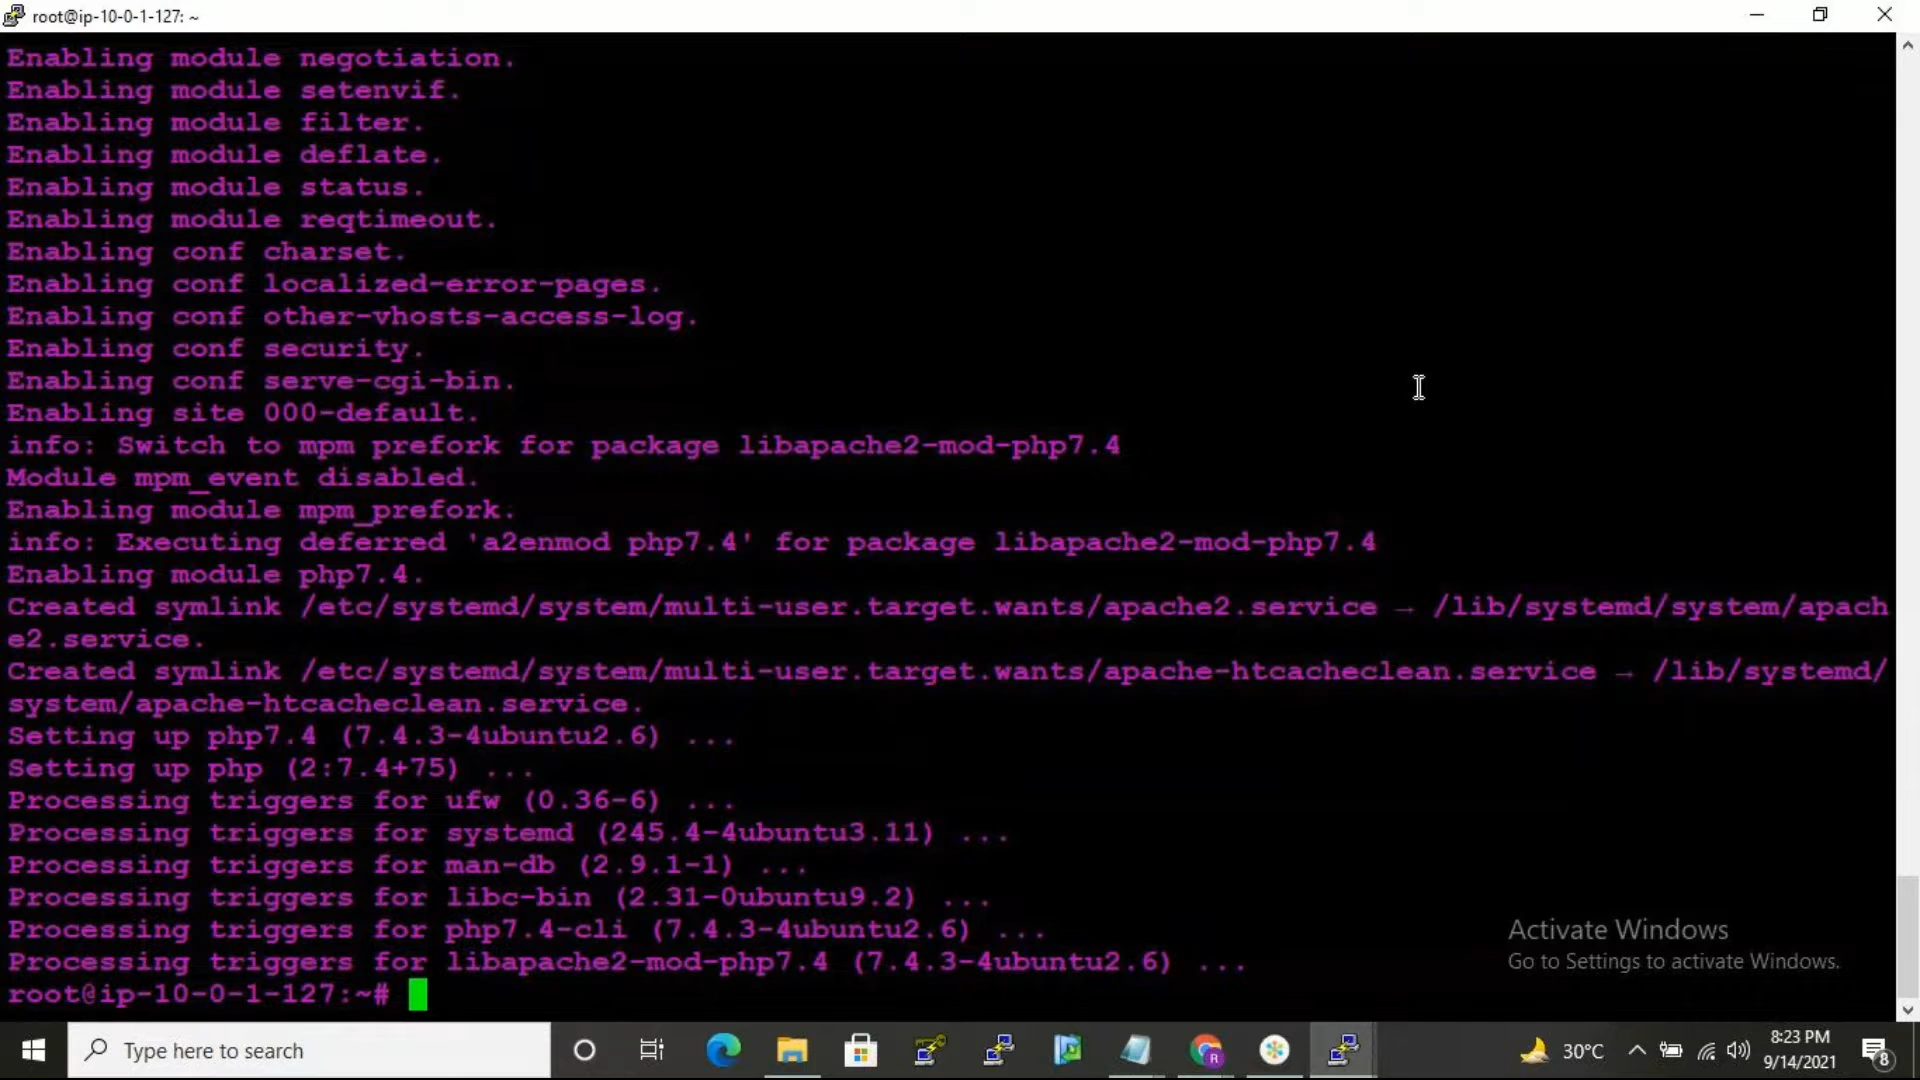 root@ip-10-0-1-127: ~
Enabling module negotiation.
Enabling module setenvif.
Enabling module filter.
Enabling module deflate.
Enabling module status.
Enabling module reqtimeout.
Enabling conf charset.
Enabling conf localized-error-pages.
Enabling conf other-vhosts-access-log.
Enabling conf security.
Enabling conf serve-cgi-bin.
Enabling site 000-default.
info: Switch to mpm prefork for package libapache2-mod-php7.4
Module mpm_event disabled.
Enabling module mpm_prefork.
info: Executing deferred 'a2enmod php7.4' for package libapache2-mod-php7.4
Enabling module php7.4.
Created symlink /etc/systemd/system/multi-user.target.wants/apache2.service → /lib/systemd/system/apach
e2.service.
Created symlink /etc/systemd/system/multi-user.target.wants/apache-htcacheclean.service → /lib/systemd/
system/apache-htcacheclean.service.
Setting up php7.4 (7.4.3-4ubuntu2.6) ...
Setting up php (2:7.4+75) ...
Processing triggers for ufw (0.36-6) ...
Processing triggers for systemd (245.4-4ubuntu3.11) ...
Processing triggers for man-db (2.9.1-1) ...
Processing triggers for libc-bin (2.31-0ubuntu9.2) ...
Processing triggers for php7.4-cli (7.4.3-4ubuntu2.6) ...
Processing triggers for libapache2-mod-php7.4 (7.4.3-4ubuntu2.6) ...
root@ip-10-0-1-127:~#
Activate Windows
Go to Settings to activate Windows.
Type here to search
R
30°C
8:23 PM
9/14/2021
8